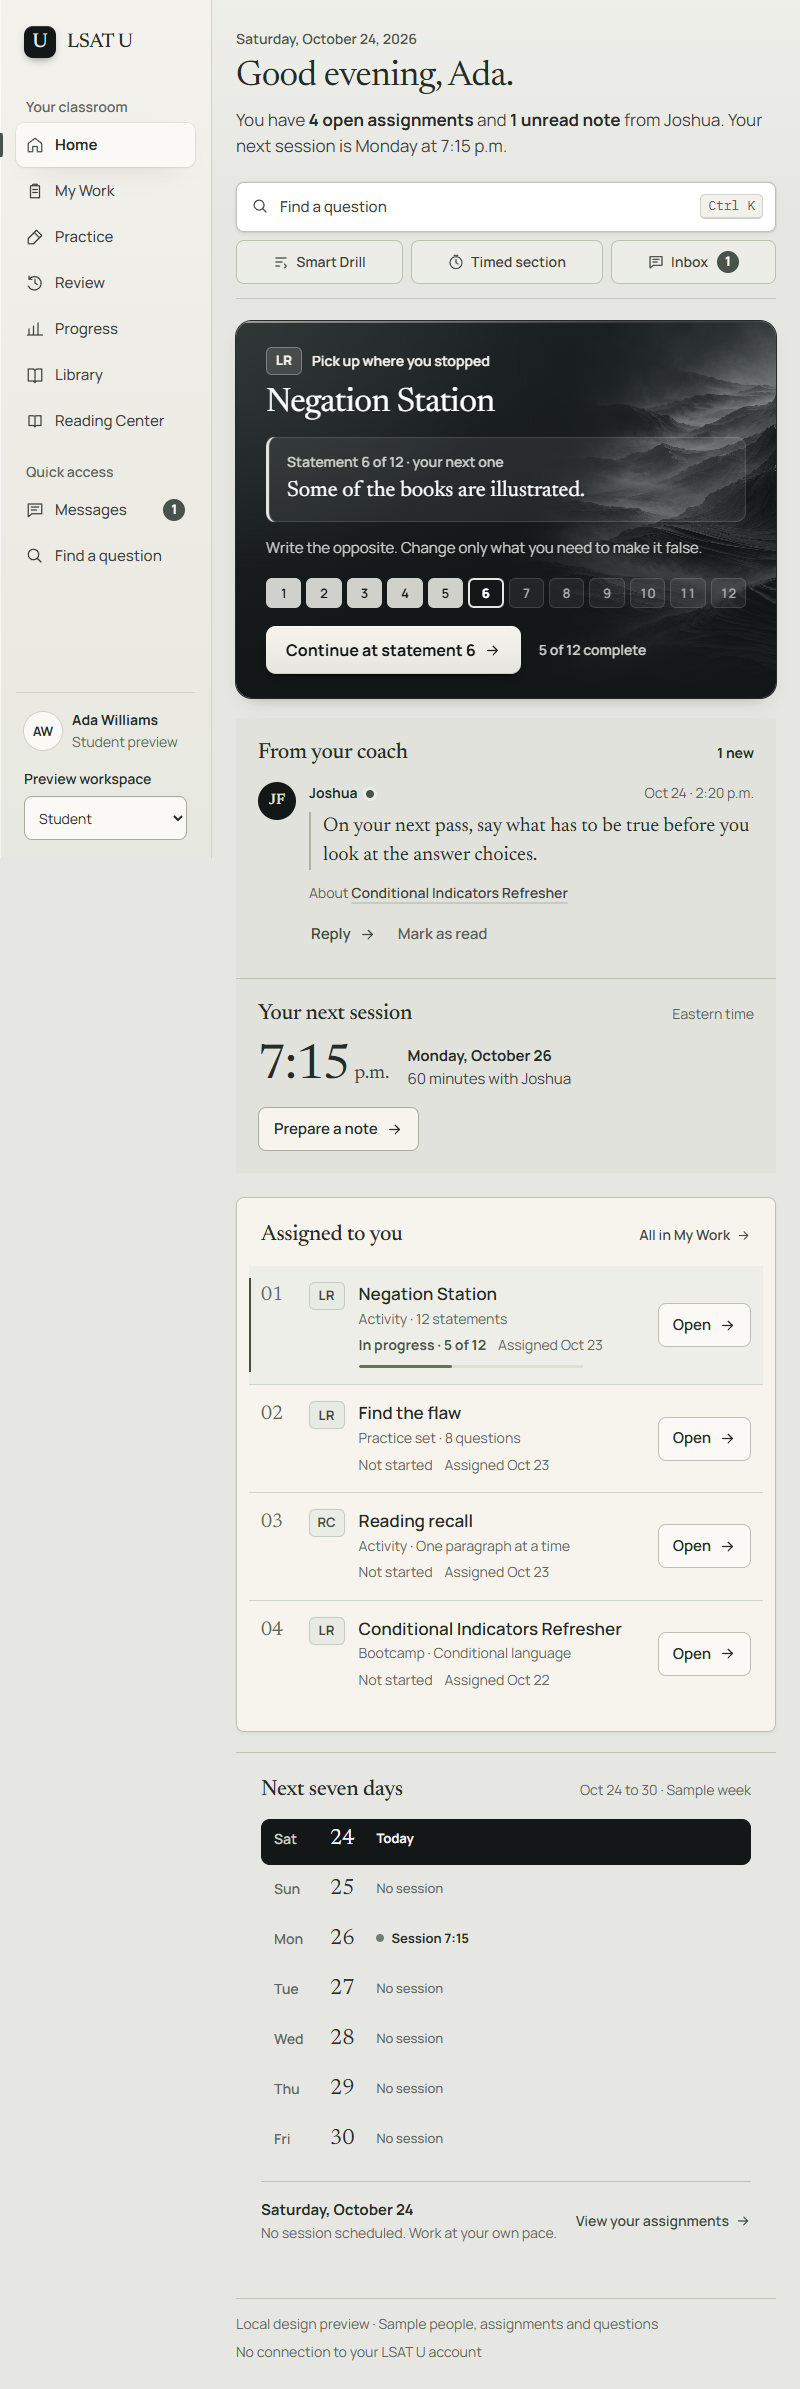 U LSAT U
Your classroom
Home
My Work
Practice
Review
Progress
Library
Reading Center
Quick access
Messages 1
Find a question
AW Ada Williams
Student preview
Preview workspace
Student
Saturday, October 24, 2026
Good evening, Ada.
You have 4 open assignments and 1 unread note from Joshua. Your
next session is Monday at 7:15 p.m.
Find a question Ctrl K
Smart Drill Timed section Inbox 1
LR Pick up where you stopped
Negation Station
Statement 6 of 12 · your next one
Some of the books are illustrated.
Write the opposite. Change only what you need to make it false.
1 2 3 4 5 6 7 8 9 10 11 12
Continue at statement 6 → 5 of 12 complete
From your coach 1 new
JF Joshua Oct 24 · 2:20 p.m.
On your next pass, say what has to be true before you
look at the answer choices.
About Conditional Indicators Refresher
Reply → Mark as read
Your next session Eastern time
7:15 p.m. Monday, October 26
60 minutes with Joshua
Prepare a note →
Assigned to you All in My Work →
01 LR Negation Station
Activity · 12 statements
In progress · 5 of 12 Assigned Oct 23
Open →
02 LR Find the flaw
Practice set · 8 questions
Not started Assigned Oct 23
Open →
03 RC Reading recall
Activity · One paragraph at a time
Not started Assigned Oct 23
Open →
04 LR Conditional Indicators Refresher
Bootcamp · Conditional language
Not started Assigned Oct 22
Open →
Next seven days Oct 24 to 30 · Sample week
Sat 24 Today
Sun 25 No session
Mon 26 Session 7:15
Tue 27 No session
Wed 28 No session
Thu 29 No session
Fri 30 No session
Saturday, October 24
No session scheduled. Work at your own pace.
View your assignments →
Local design preview · Sample people, assignments and questions
No connection to your LSAT U account